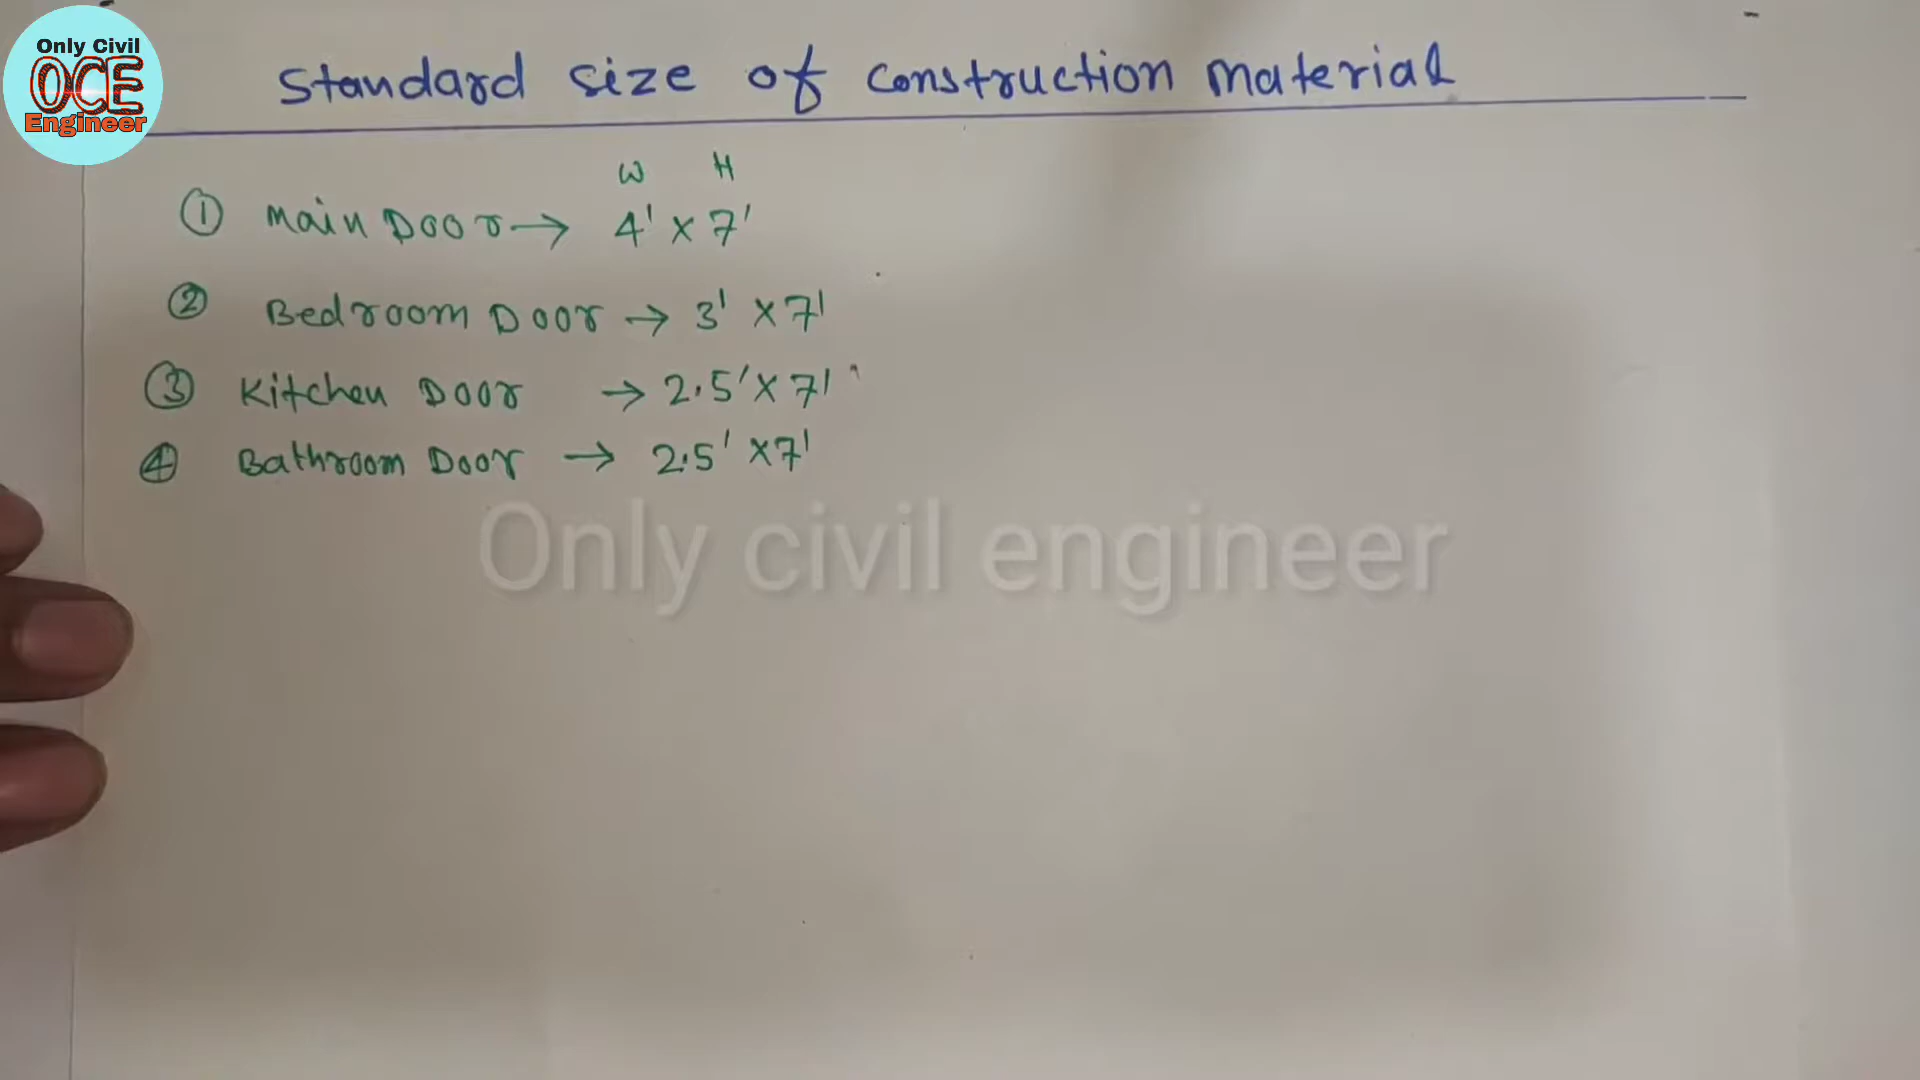 Only Civil
OCE
Engineer
Standard size of construction material
W H
① Main Door → 4' x 7'
② Bedroom Door → 3' x 7'
③ Kitchen Door → 2.5' x 7'
④ Bathroom Door → 2.5' x 7'
Only civil engineer